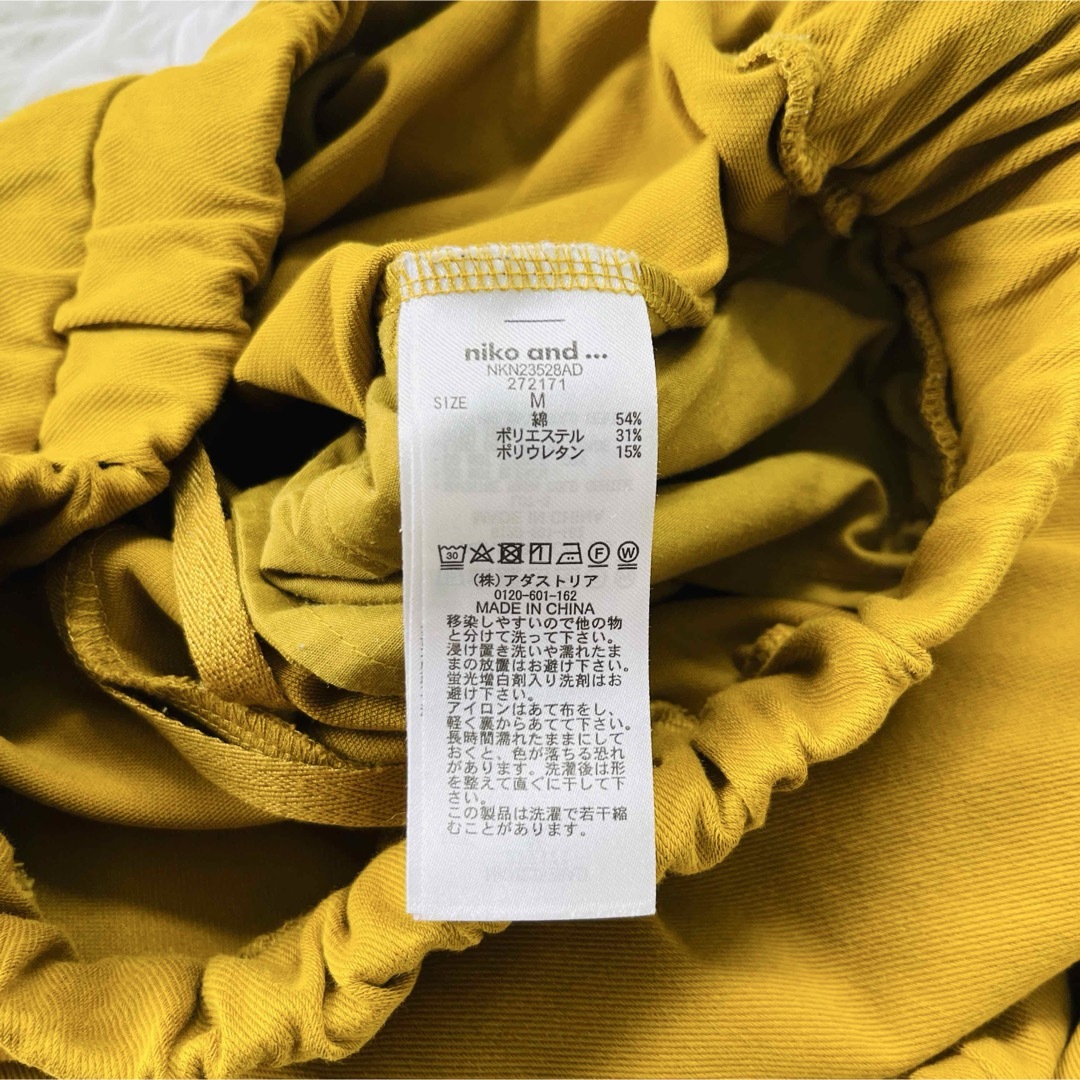 niko and ...
NKN23528AD
272171
SIZE M
綿 54%
ポリエステル 31%
ポリウレタン 15%
30 F W
(株)アダストリア
0120-601-162
MADE IN CHINA
移染しやすいので他の物
と分けて洗って下さい。
浸け置き洗いや濡れたま
まの放置はお避け下さい。
蛍光増白剤入り洗剤はお
避け下さい。
アイロンはあて布をし、
軽く裏からあてて下さい。
長時間濡れたままにして
おくと、色が落ちる恐れ
があります。洗濯後は形
を整えて直ぐに干して下
さい。
この製品は洗濯で若干縮
むことがあります。